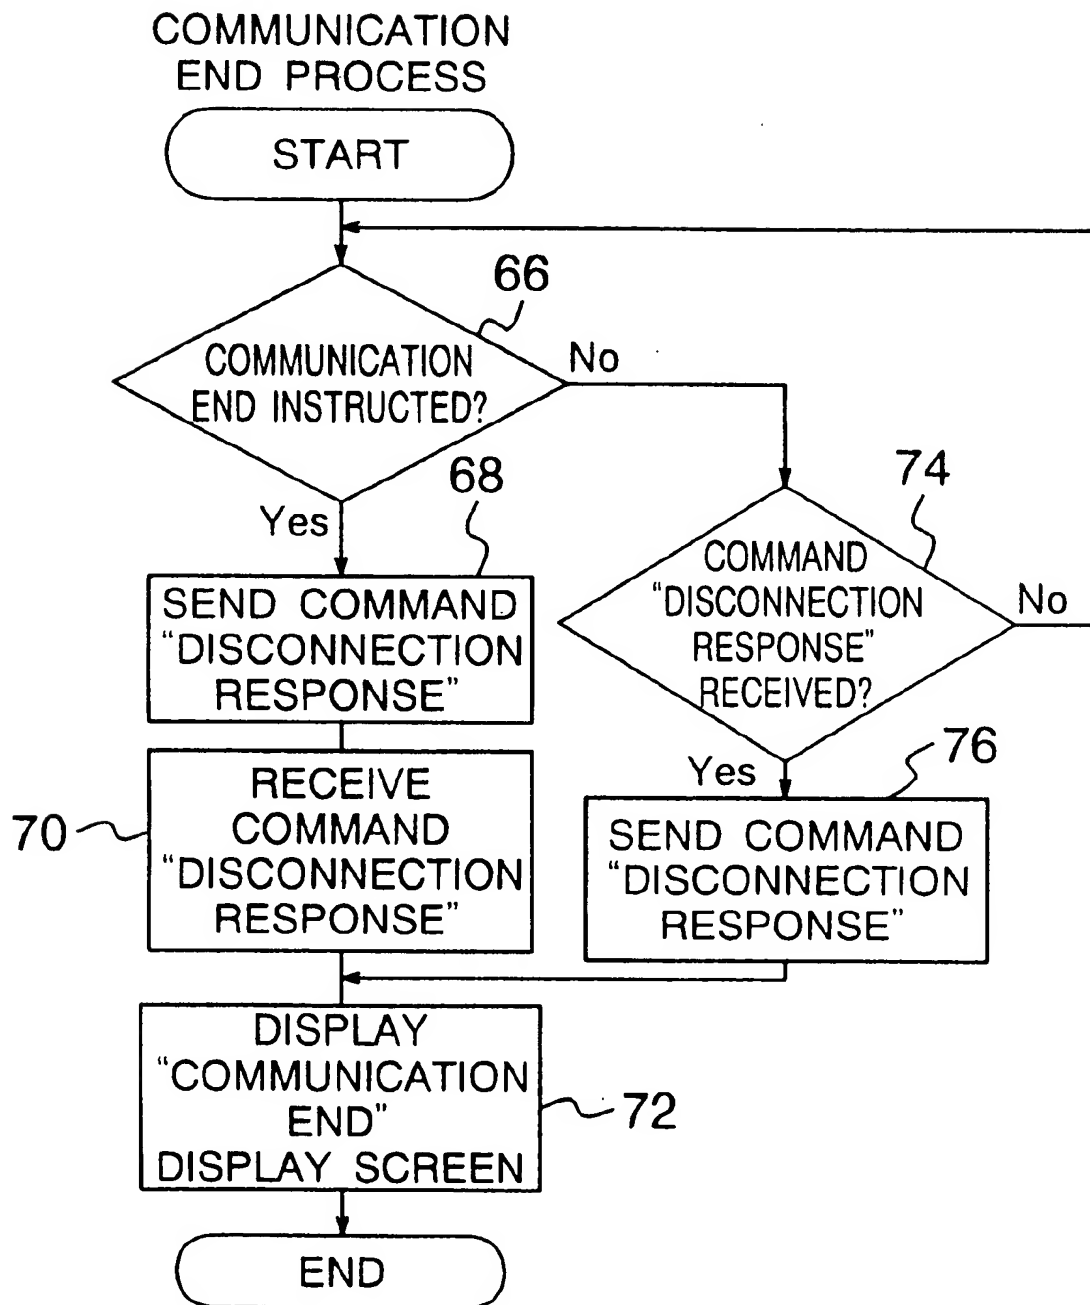 COMMUNICATION
END PROCESS
START
66
COMMUNICATION
END INSTRUCTED?
No
Yes
68
SEND COMMAND
“DISCONNECTION
RESPONSE”
70
RECEIVE
COMMAND
“DISCONNECTION
RESPONSE”
74
COMMAND
“DISCONNECTION
RESPONSE”
RECEIVED?
No
Yes
76
SEND COMMAND
“DISCONNECTION
RESPONSE”
DISPLAY
“COMMUNICATION
END”
DISPLAY SCREEN
72
END